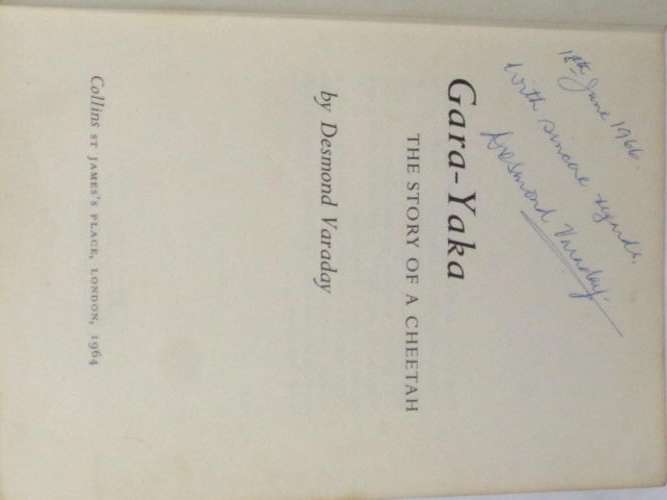 18th June 1966.
With sincere regards.
Desmond Varaday.
Gara-Yaka
THE STORY OF A CHEETAH
by Desmond Varaday
Collins ST JAMES'S PLACE, LONDON, 1964